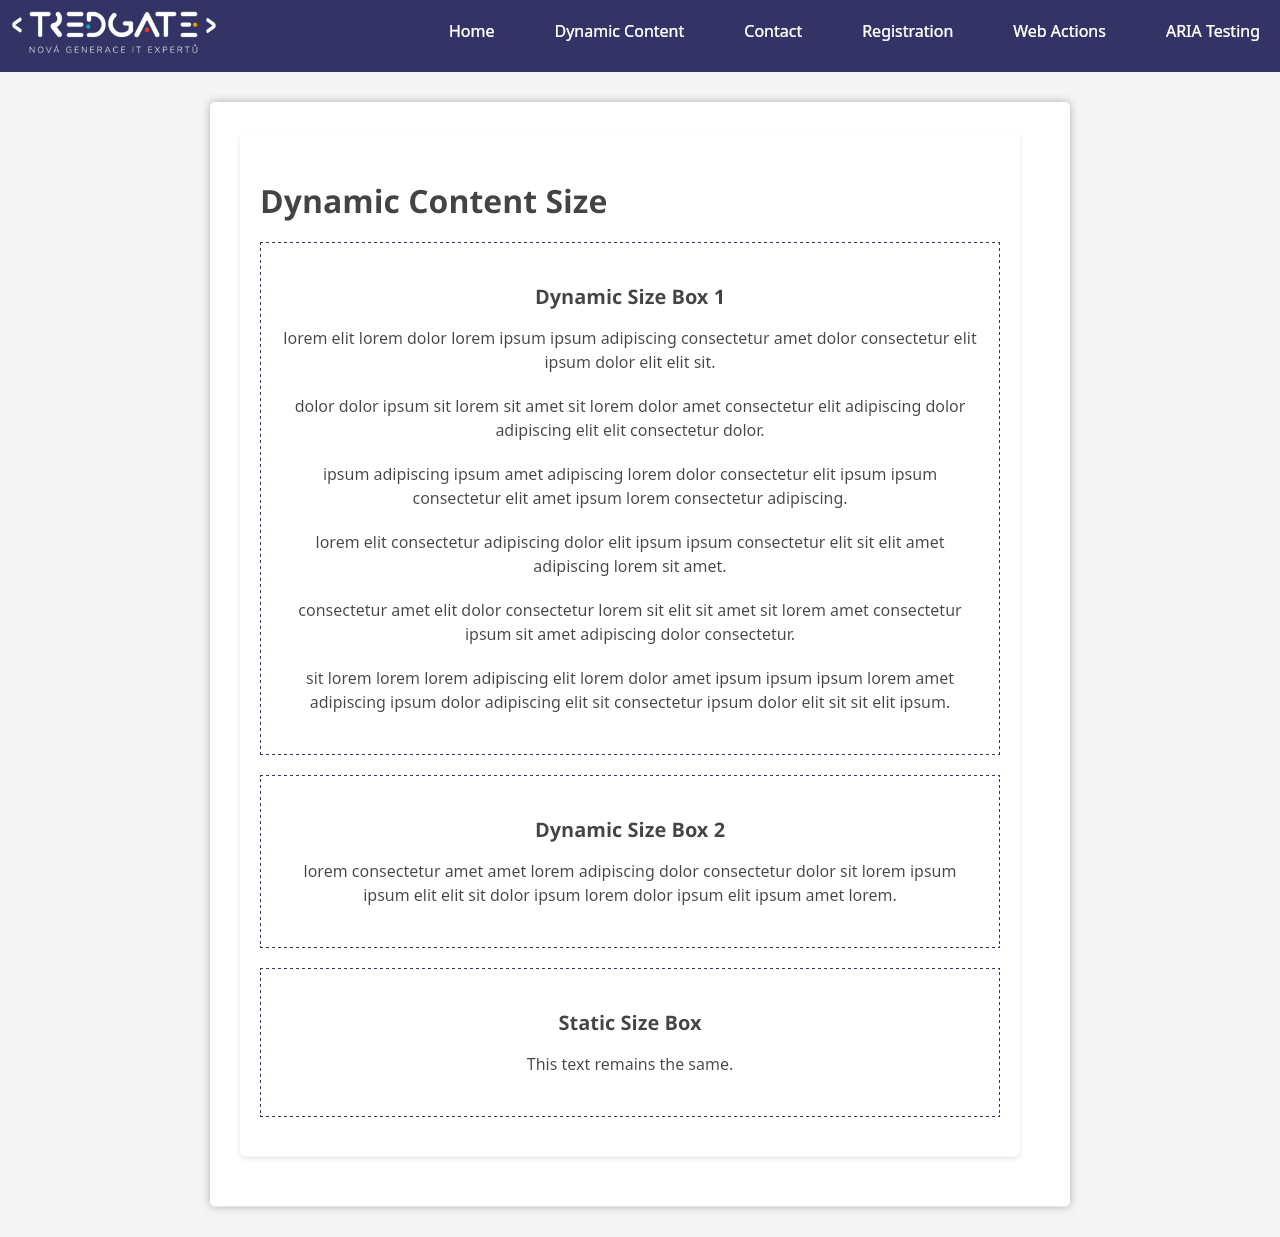 <TREDGATE>
NOVÁ GENERACE IT EXPERTŮ
Home
Dynamic Content
Contact
Registration
Web Actions
ARIA Testing
Dynamic Content Size
Dynamic Size Box 1
lorem elit lorem dolor lorem ipsum ipsum adipiscing consectetur amet dolor consectetur elit
ipsum dolor elit elit sit.
dolor dolor ipsum sit lorem sit amet sit lorem dolor amet consectetur elit adipiscing dolor
adipiscing elit elit consectetur dolor.
ipsum adipiscing ipsum amet adipiscing lorem dolor consectetur elit ipsum ipsum
consectetur elit amet ipsum lorem consectetur adipiscing.
lorem elit consectetur adipiscing dolor elit ipsum ipsum consectetur elit sit elit amet
adipiscing lorem sit amet.
consectetur amet elit dolor consectetur lorem sit elit sit amet sit lorem amet consectetur
ipsum sit amet adipiscing dolor consectetur.
sit lorem lorem lorem adipiscing elit lorem dolor amet ipsum ipsum ipsum lorem amet
adipiscing ipsum dolor adipiscing elit sit consectetur ipsum dolor elit sit sit elit ipsum.
Dynamic Size Box 2
lorem consectetur amet amet lorem adipiscing dolor consectetur dolor sit lorem ipsum
ipsum elit elit sit dolor ipsum lorem dolor ipsum elit ipsum amet lorem.
Static Size Box
This text remains the same.